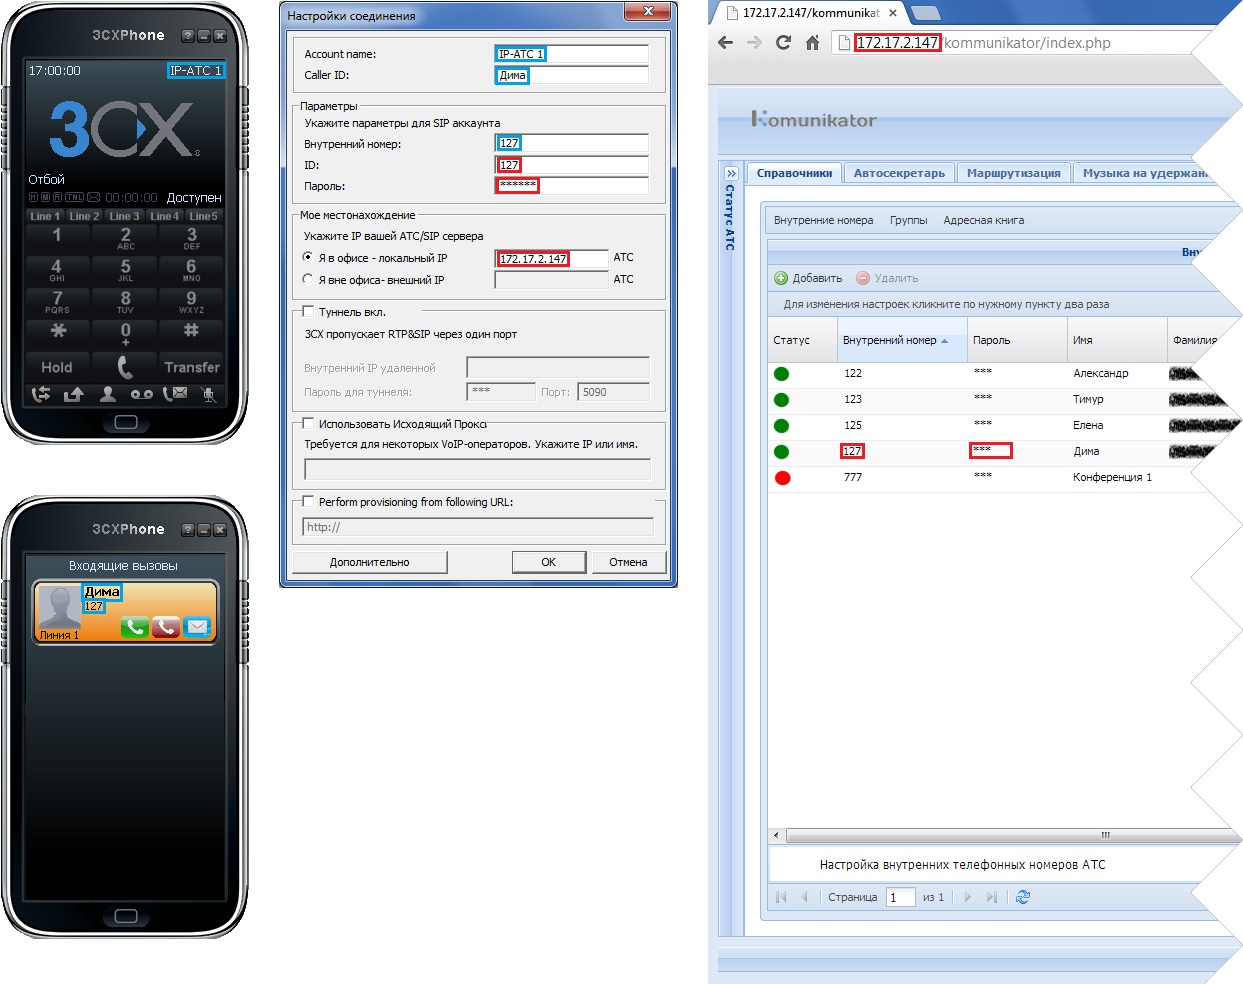 3CXPhone
17:00:00 IP-ATC 1
3CX
Отбой
H M R TNL 00:00:00 Доступен
Line 1 Line 2 Line 3 Line 4 Line5
1 2 ABC 3 DEF
4 GHI 5 JKL 6 MNO
7 PQRS 8 TUV 9 WXYZ
* 0 + #
Hold Transfer
3CXPhone
Входящие вызовы
Дима
127
Линия 1
Настройки соединения
Account name: IP-ATC 1
Caller ID: Дима
Параметры
Укажите параметры для SIP аккаунта
Внутренний номер: 127
ID: 127
Пароль: ******
Мое местонахождение
Укажите IP вашей АТС/SIP сервера
Я в офисе - локальный IP 172.17.2.147 АТС
Я вне офиса- внешний IP АТС
Туннель вкл.
3CX пропускает RTP&SIP через один порт
Внутренний IP удаленной
Пароль для туннеля: *** Порт: 5090
Использовать Исходящий Прокс
Требуется для некоторых VoIP-операторов. Укажите IP или имя.
Perform provisioning from following URL:
http://
Дополнительно OK Отмена
172.17.2.147/kommunikat
172.17.2.147/kommunikator/index.php
Komunikator
Статус АТС
Справочники Автосекретарь Маршрутизация Музыка на удержан
Внутренние номера Группы Адресная книга
Вну
Добавить Удалить
Для изменения настроек кликните по нужному пункту два раза
Статус Внутренний номер Пароль Имя Фамилия
122 *** Александр
123 *** Тимур
125 *** Елена
127 *** Дима
777 *** Конференция 1
Настройка внутренних телефонных номеров АТС
Страница 1 из 1